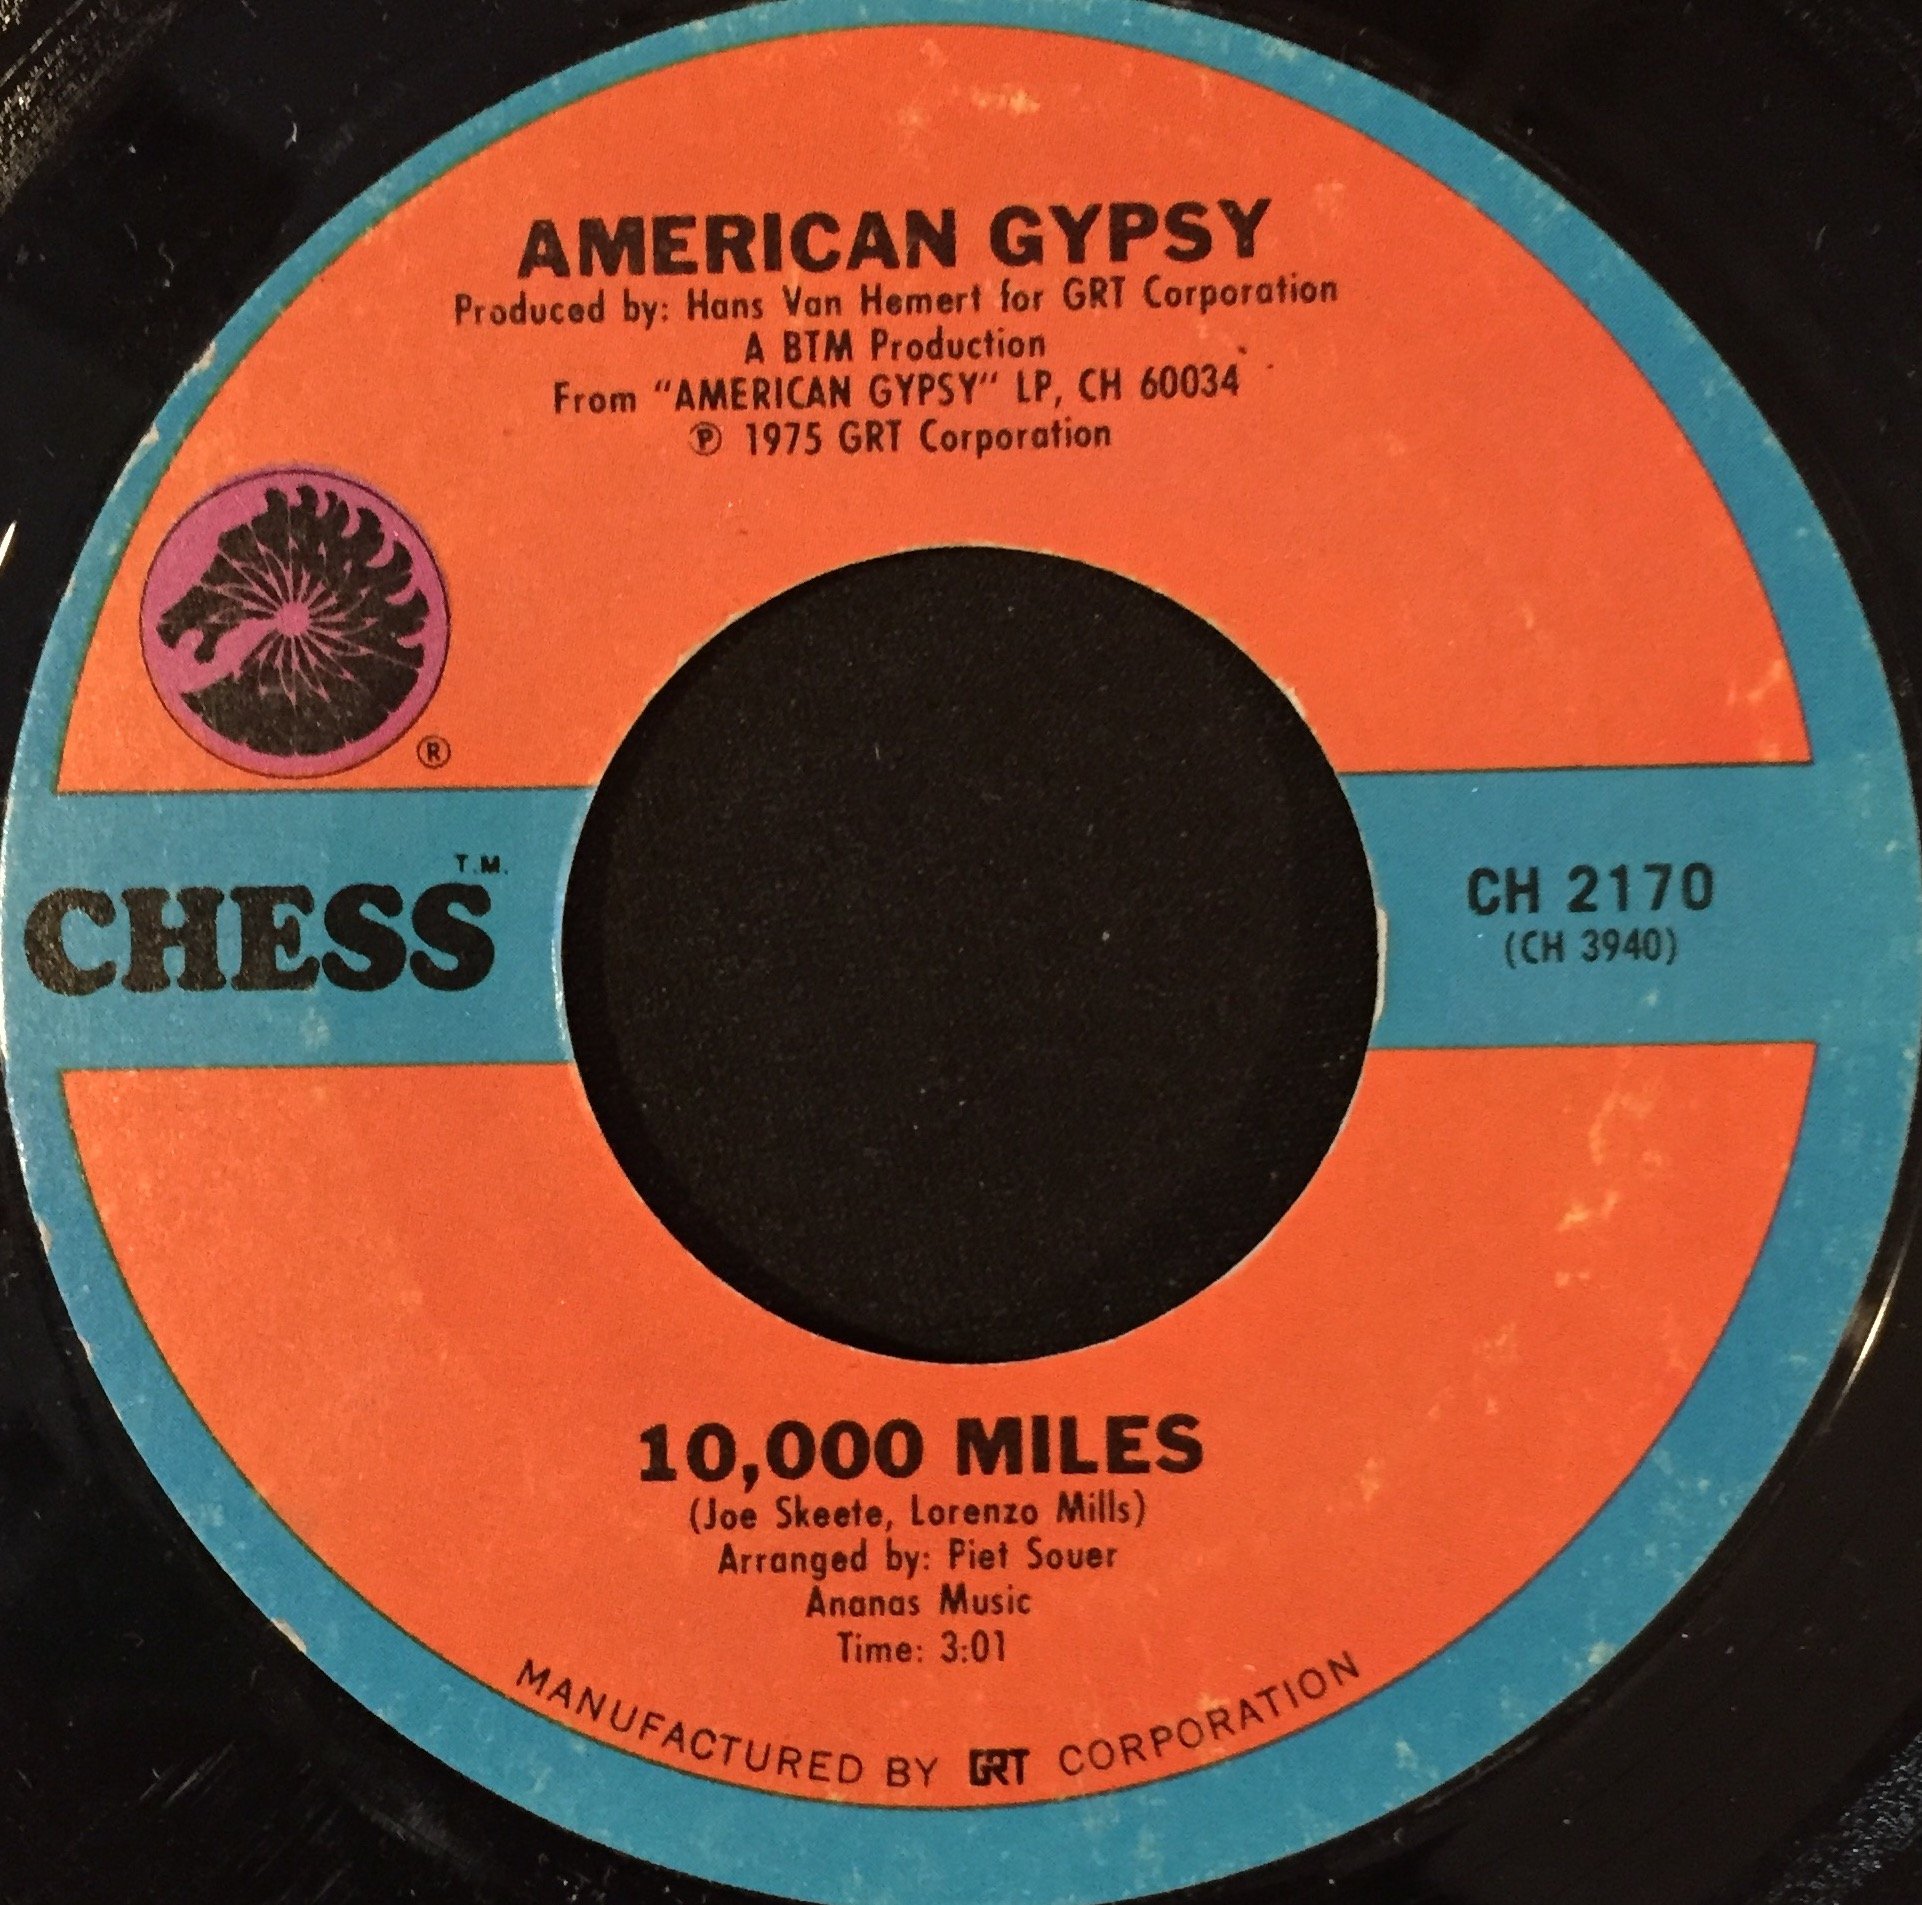 AMERICAN GYPSY
Produced by: Hans Van Hemert for GRT Corporation
A BTM Production
From "AMERICAN GYPSY" LP, CH 60034
Ⓟ 1975 GRT Corporation
®
T.M.
CHESS
CH 2170
(CH 3940)
10,000 MILES
(Joe Skeete, Lorenzo Mills)
Arranged by: Piet Souer
Ananas Music
Time: 3:01
MANUFACTURED BY GRT CORPORATION